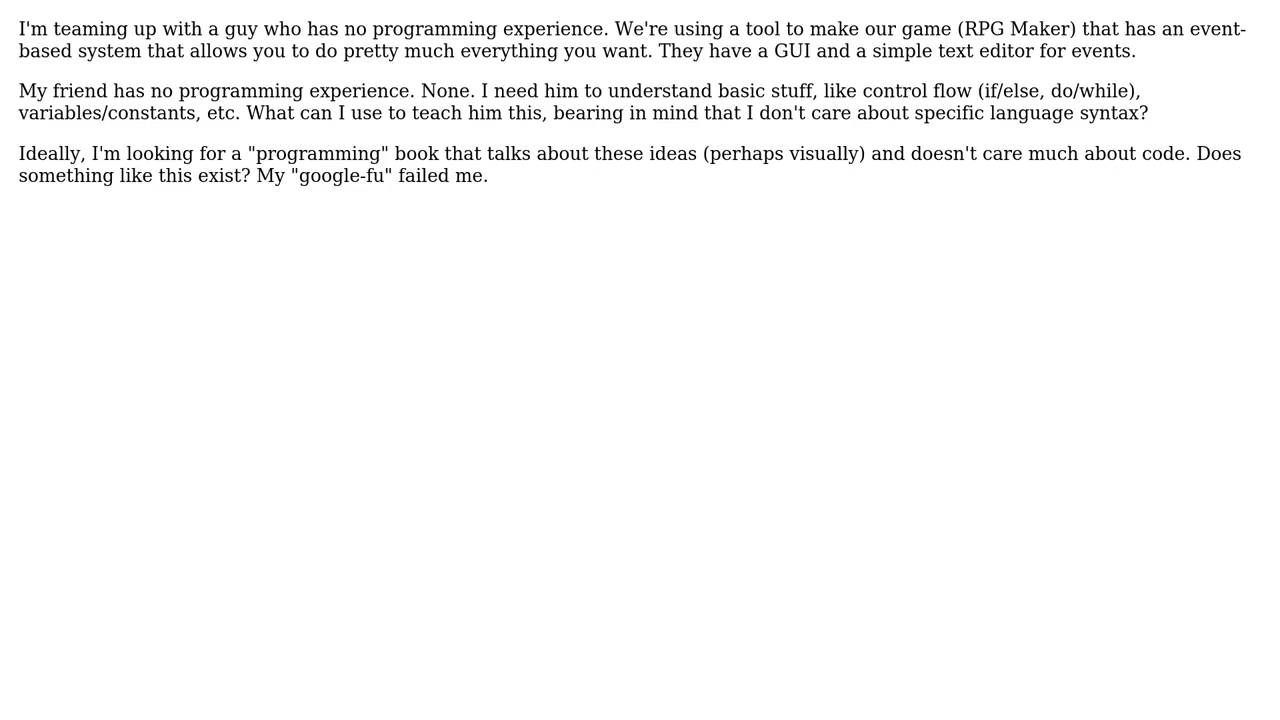 I'm teaming up with a guy who has no programming experience. We're using a tool to make our game (RPG Maker) that has an event-
based system that allows you to do pretty much everything you want. They have a GUI and a simple text editor for events.
My friend has no programming experience. None. I need him to understand basic stuff, like control flow (if/else, do/while),
variables/constants, etc. What can I use to teach him this, bearing in mind that I don't care about specific language syntax?
Ideally, I'm looking for a "programming" book that talks about these ideas (perhaps visually) and doesn't care much about code. Does
something like this exist? My "google-fu" failed me.